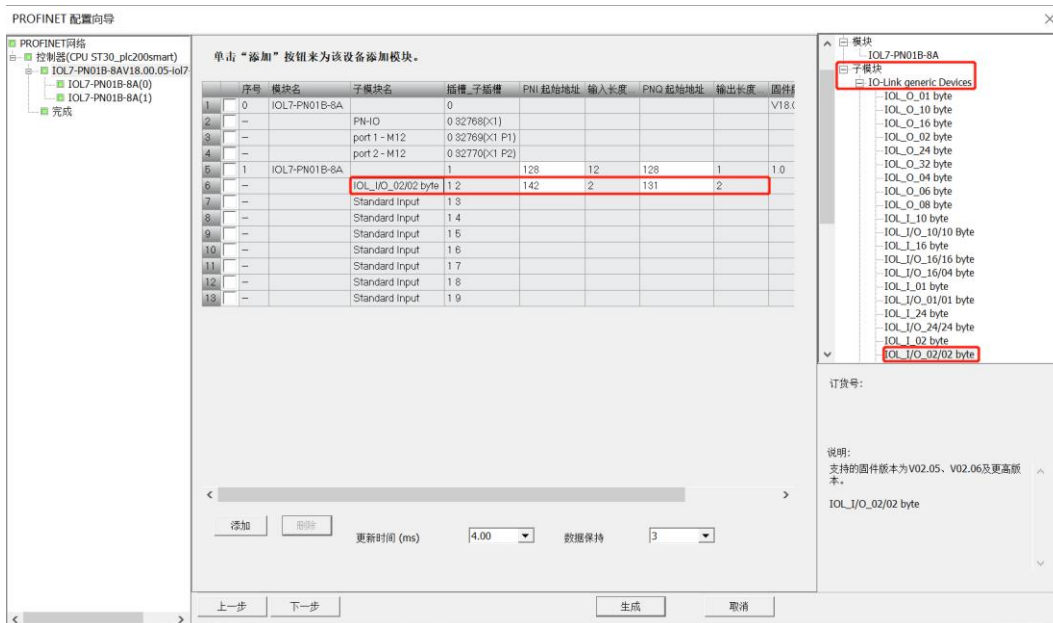 PROFINET 配置向导
PROFINET网络
控制器(CPU ST30_plc200smart)
IOL7-PN01B-8AV18.00.05-iol7-
IOL7-PN01B-8A(0)
IOL7-PN01B-8A(1)
完成
单击“添加”按钮来为该设备添加模块。
序号 模块名 子模块名 插槽_子插槽 PNI 起始地址 输入长度... PNQ 起始地址 输出长度...
1 0 IOL7-PN01B-8A 0 V18.0
2 – PN-IO 0 32768(X1)
3 – port 1 - M12 0 32769(X1 P1)
4 – port 2 - M12 0 32770(X1 P2)
5 1 IOL7-PN01B-8A 1 128 12 128 1 1.0
6 – IOL_I/O_02/02 byte 1 2 142 2 131 2
7 – Standard Input 1 3
8 – Standard Input 1 4
9 – Standard Input 1 5
10 – Standard Input 1 6
11 – Standard Input 1 7
12 – Standard Input 1 8
13 – Standard Input 1 9
添加 删除 更新时间 (ms) 4.00 数据保持 3
上一步 下一步 生成 取消
模块
IOL7-PN01B-8A
子模块
IO-Link generic Devices
IOL_O_01 byte
IOL_O_10 byte
IOL_O_16 byte
IOL_O_02 byte
IOL_O_24 byte
IOL_O_32 byte
IOL_O_04 byte
IOL_O_06 byte
IOL_O_08 byte
IOL_I_10 byte
IOL_I/O_10/10 Byte
IOL_I_16 byte
IOL_I/O_16/16 byte
IOL_I/O_16/04 byte
IOL_I_01 byte
IOL_I/O_01/01 byte
IOL_I_24 byte
IOL_I/O_24/24 byte
IOL_I_02 byte
IOL_I/O_02/02 byte
订货号：
说明：
支持的固件版本为V02.05、V02.06及更高版
本。
IOL_I/O_02/02 byte